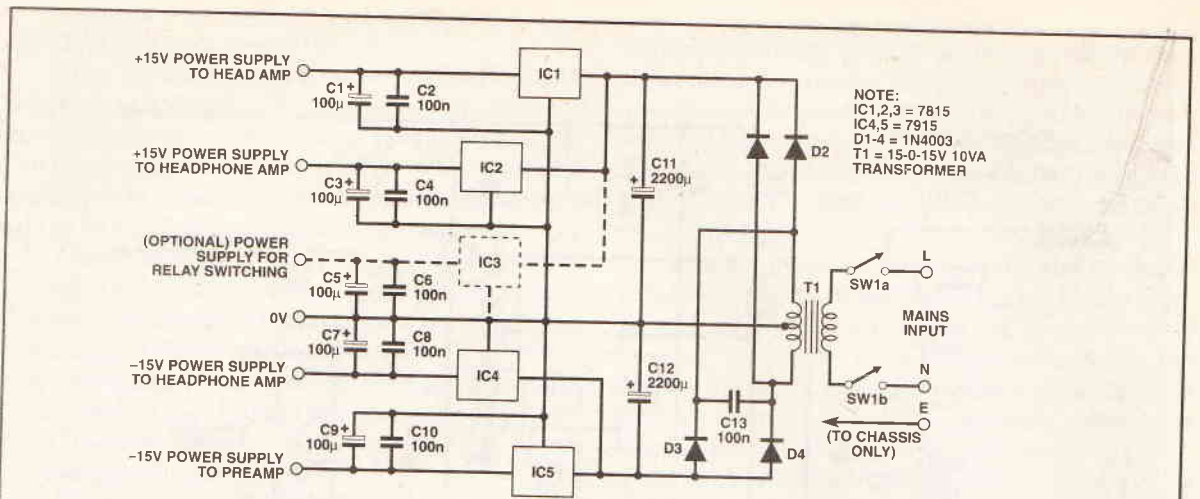 +15V POWER SUPPLY
TO HEAD AMP
C1 +
100μ
C2
100n
IC1
+15V POWER SUPPLY
TO HEADPHONE AMP
C3 +
100μ
C4
100n
IC2
(OPTIONAL) POWER
SUPPLY FOR
RELAY SWITCHING
C5 +
100μ
C6
100n
IC3
0V
C7 +
100μ
C8
100n
−15V POWER SUPPLY
TO HEADPHONE AMP
IC4
C9 +
100μ
C10
100n
−15V POWER SUPPLY
TO PREAMP
IC5
C11
2200μ
+
C12
2200μ
+
D2
C13
100n
D3
D4
T1
NOTE:
IC1,2,3 = 7815
IC4,5 = 7915
D1-4 = 1N4003
T1 = 15-0-15V 10VA
TRANSFORMER
L
SW1a
MAINS
INPUT
N
SW1b
E
(TO CHASSIS
ONLY)